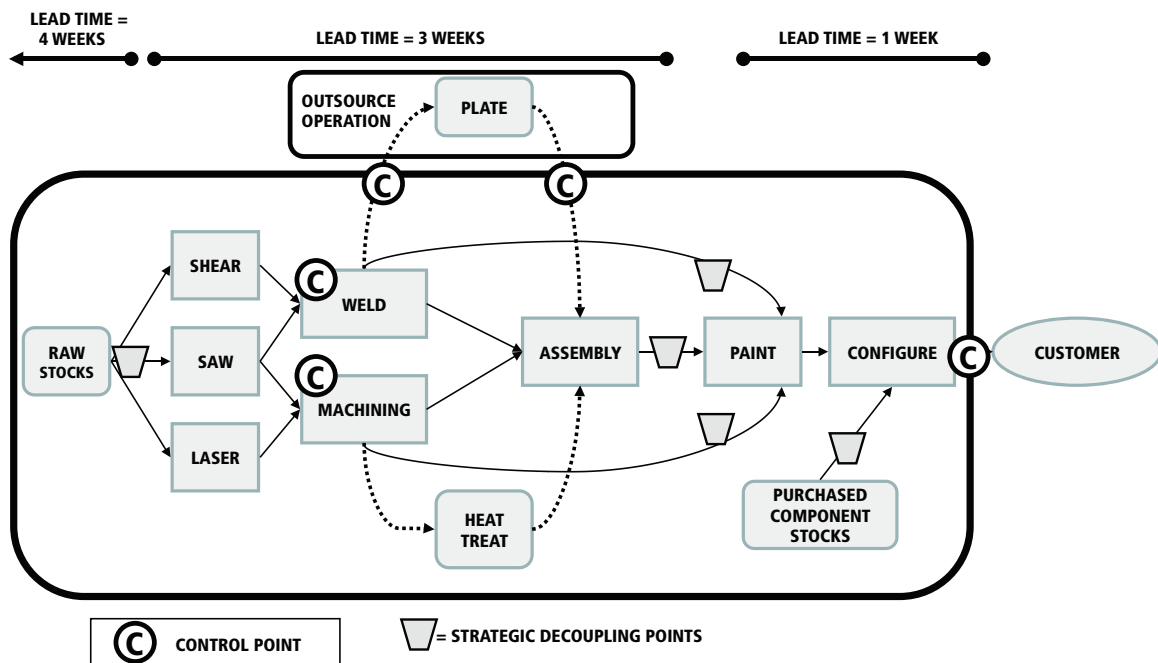 LEAD TIME =
4 WEEKS
LEAD TIME = 3 WEEKS
LEAD TIME = 1 WEEK
OUTSOURCE
OPERATION
PLATE
C
C
SHEAR
C
WELD
RAW
STOCKS
SAW
ASSEMBLY
PAINT
CONFIGURE
C
CUSTOMER
C
MACHINING
LASER
HEAT
TREAT
PURCHASED
COMPONENT
STOCKS
C
CONTROL POINT
= STRATEGIC DECOUPLING POINTS